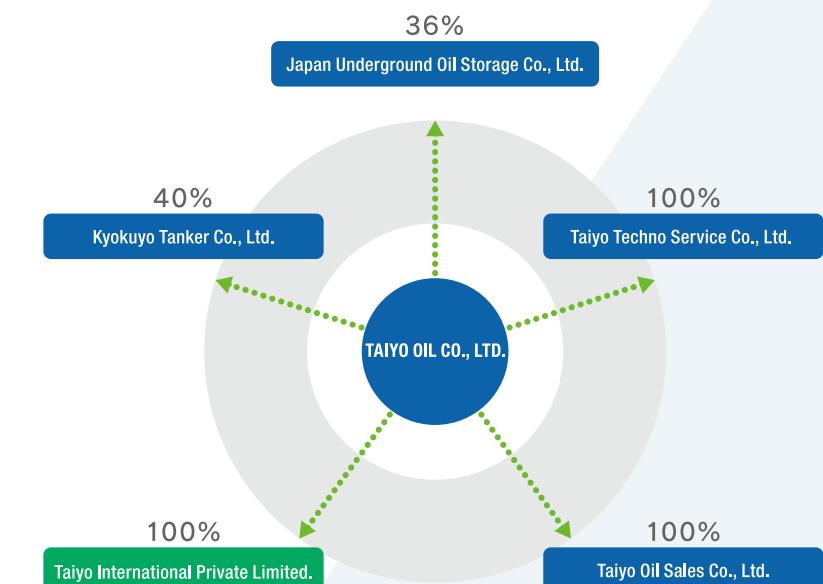 36%
Japan Underground Oil Storage Co., Ltd.
40%
Kyokuyo Tanker Co., Ltd.
100%
Taiyo Techno Service Co., Ltd.
TAIYO OIL CO., LTD.
100%
Taiyo International Private Limited.
100%
Taiyo Oil Sales Co., Ltd.